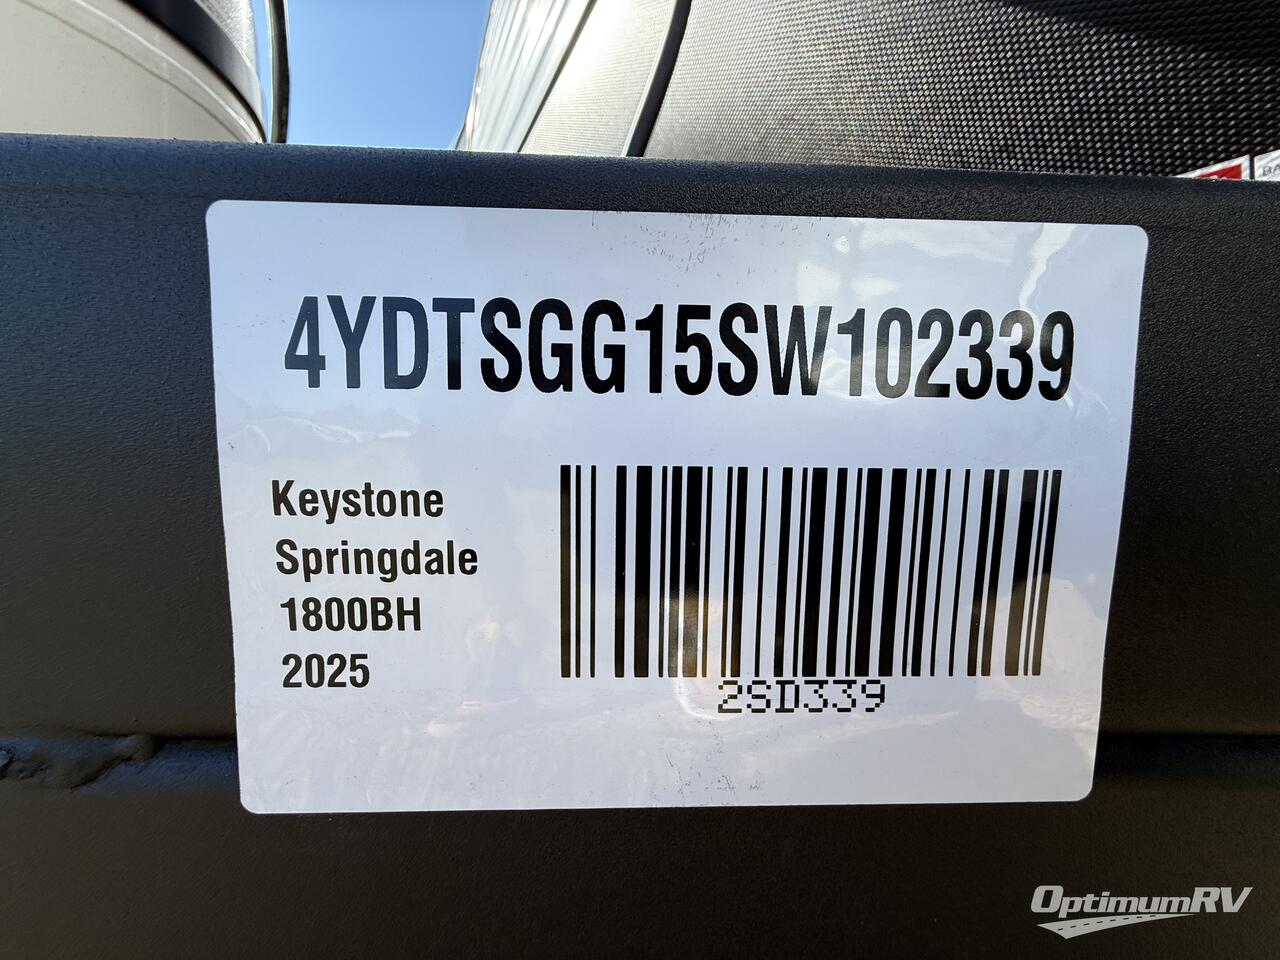 4YDTSGG15SW102339
Keystone
Springdale
1800BH
2025
2SD339
OptimumRV